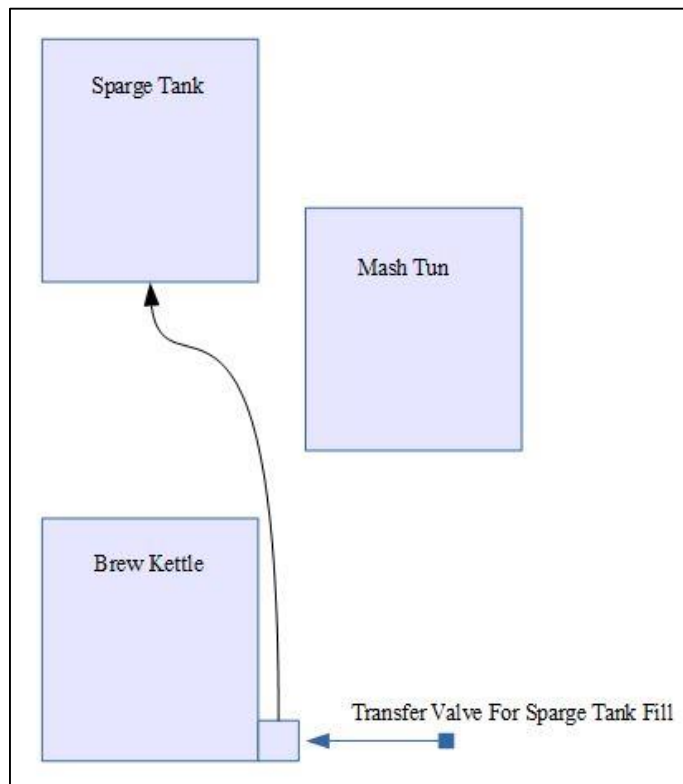 Sparge Tank
Mash Tun
Brew Kettle
Transfer Valve For Sparge Tank Fill